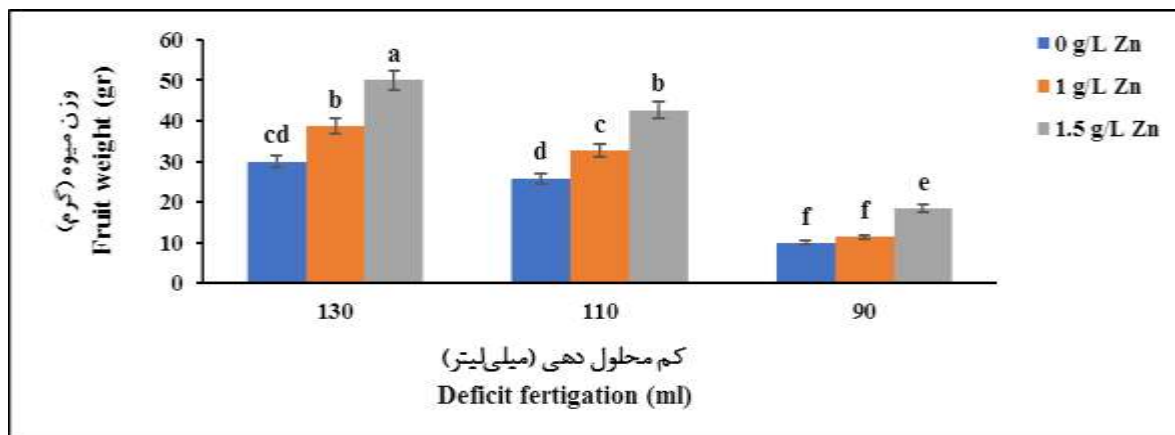 60
50
40
30
20
10
0
وزن میوه (گرم)
Fruit weight (gr)
cd
b
a
d
c
b
f
f
e
130
110
90
کم محلول دهی (میلی‌لیتر)
Deficit fertigation (ml)
0 g/L Zn
1 g/L Zn
1.5 g/L Zn